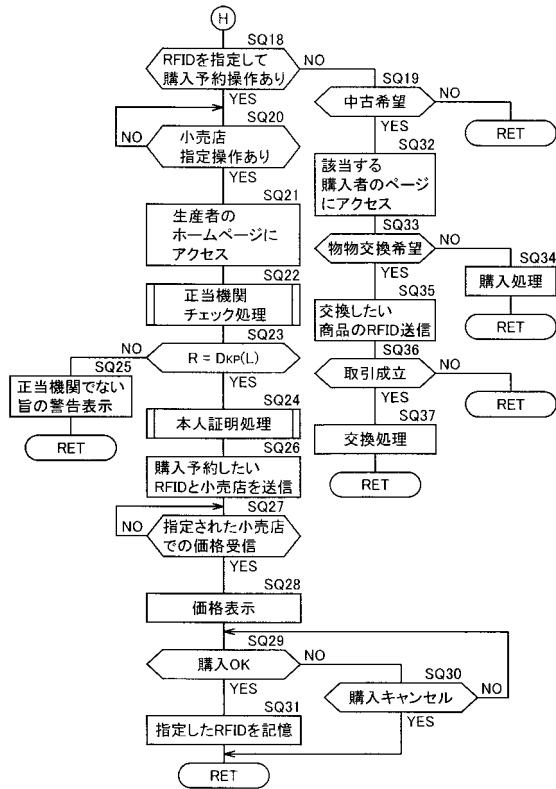 H
SQ18
RFIDを指定して
購入予約操作あり
NO
YES
SQ19
中古希望
NO
RET
YES
SQ20
小売店
指定操作あり
NO
YES
SQ32
該当する
購入者のページ
にアクセス
SQ21
生産者の
ホームページに
アクセス
SQ33
物物交換希望
NO
YES
SQ34
購入処理
RET
SQ22
正当機関
チェック処理
SQ35
交換したい
商品のRFID送信
SQ23
R = DKP(L)
NO
YES
SQ25
正当機関でない
旨の警告表示
RET
SQ36
取引成立
NO
RET
YES
SQ24
本人証明処理
SQ37
交換処理
RET
SQ26
購入予約したい
RFIDと小売店を送信
SQ27
指定された小売店
での価格受信
NO
YES
SQ28
価格表示
SQ29
購入OK
NO
YES
SQ30
購入キャンセル
NO
YES
SQ31
指定したRFIDを記憶
RET